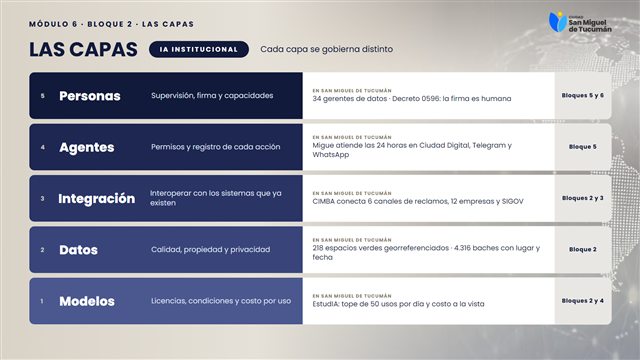 MÓDULO 6 · BLOQUE 2 · LAS CAPAS
CIUDAD
San Miguel
de Tucumán
LAS CAPAS
IA INSTITUCIONAL
Cada capa se gobierna distinto
5
Personas
Supervisión, firma y capacidades
EN SAN MIGUEL DE TUCUMÁN
34 gerentes de datos · Decreto 0596: la firma es humana
Bloques 5 y 6
4
Agentes
Permisos y registro de cada acción
EN SAN MIGUEL DE TUCUMÁN
Migue atiende las 24 horas en Ciudad Digital, Telegram y
WhatsApp
Bloque 5
3
Integración
Interoperar con los sistemas que ya
existen
EN SAN MIGUEL DE TUCUMÁN
CIMBA conecta 6 canales de reclamos, 12 empresas y SIGOV
Bloques 2 y 3
2
Datos
Calidad, propiedad y privacidad
EN SAN MIGUEL DE TUCUMÁN
218 espacios verdes georreferenciados · 4.316 baches con lugar y
fecha
Bloque 2
1
Modelos
Licencias, condiciones y costo por uso
EN SAN MIGUEL DE TUCUMÁN
EstudIA: tope de 50 usos por día y costo a la vista
Bloques 2 y 4